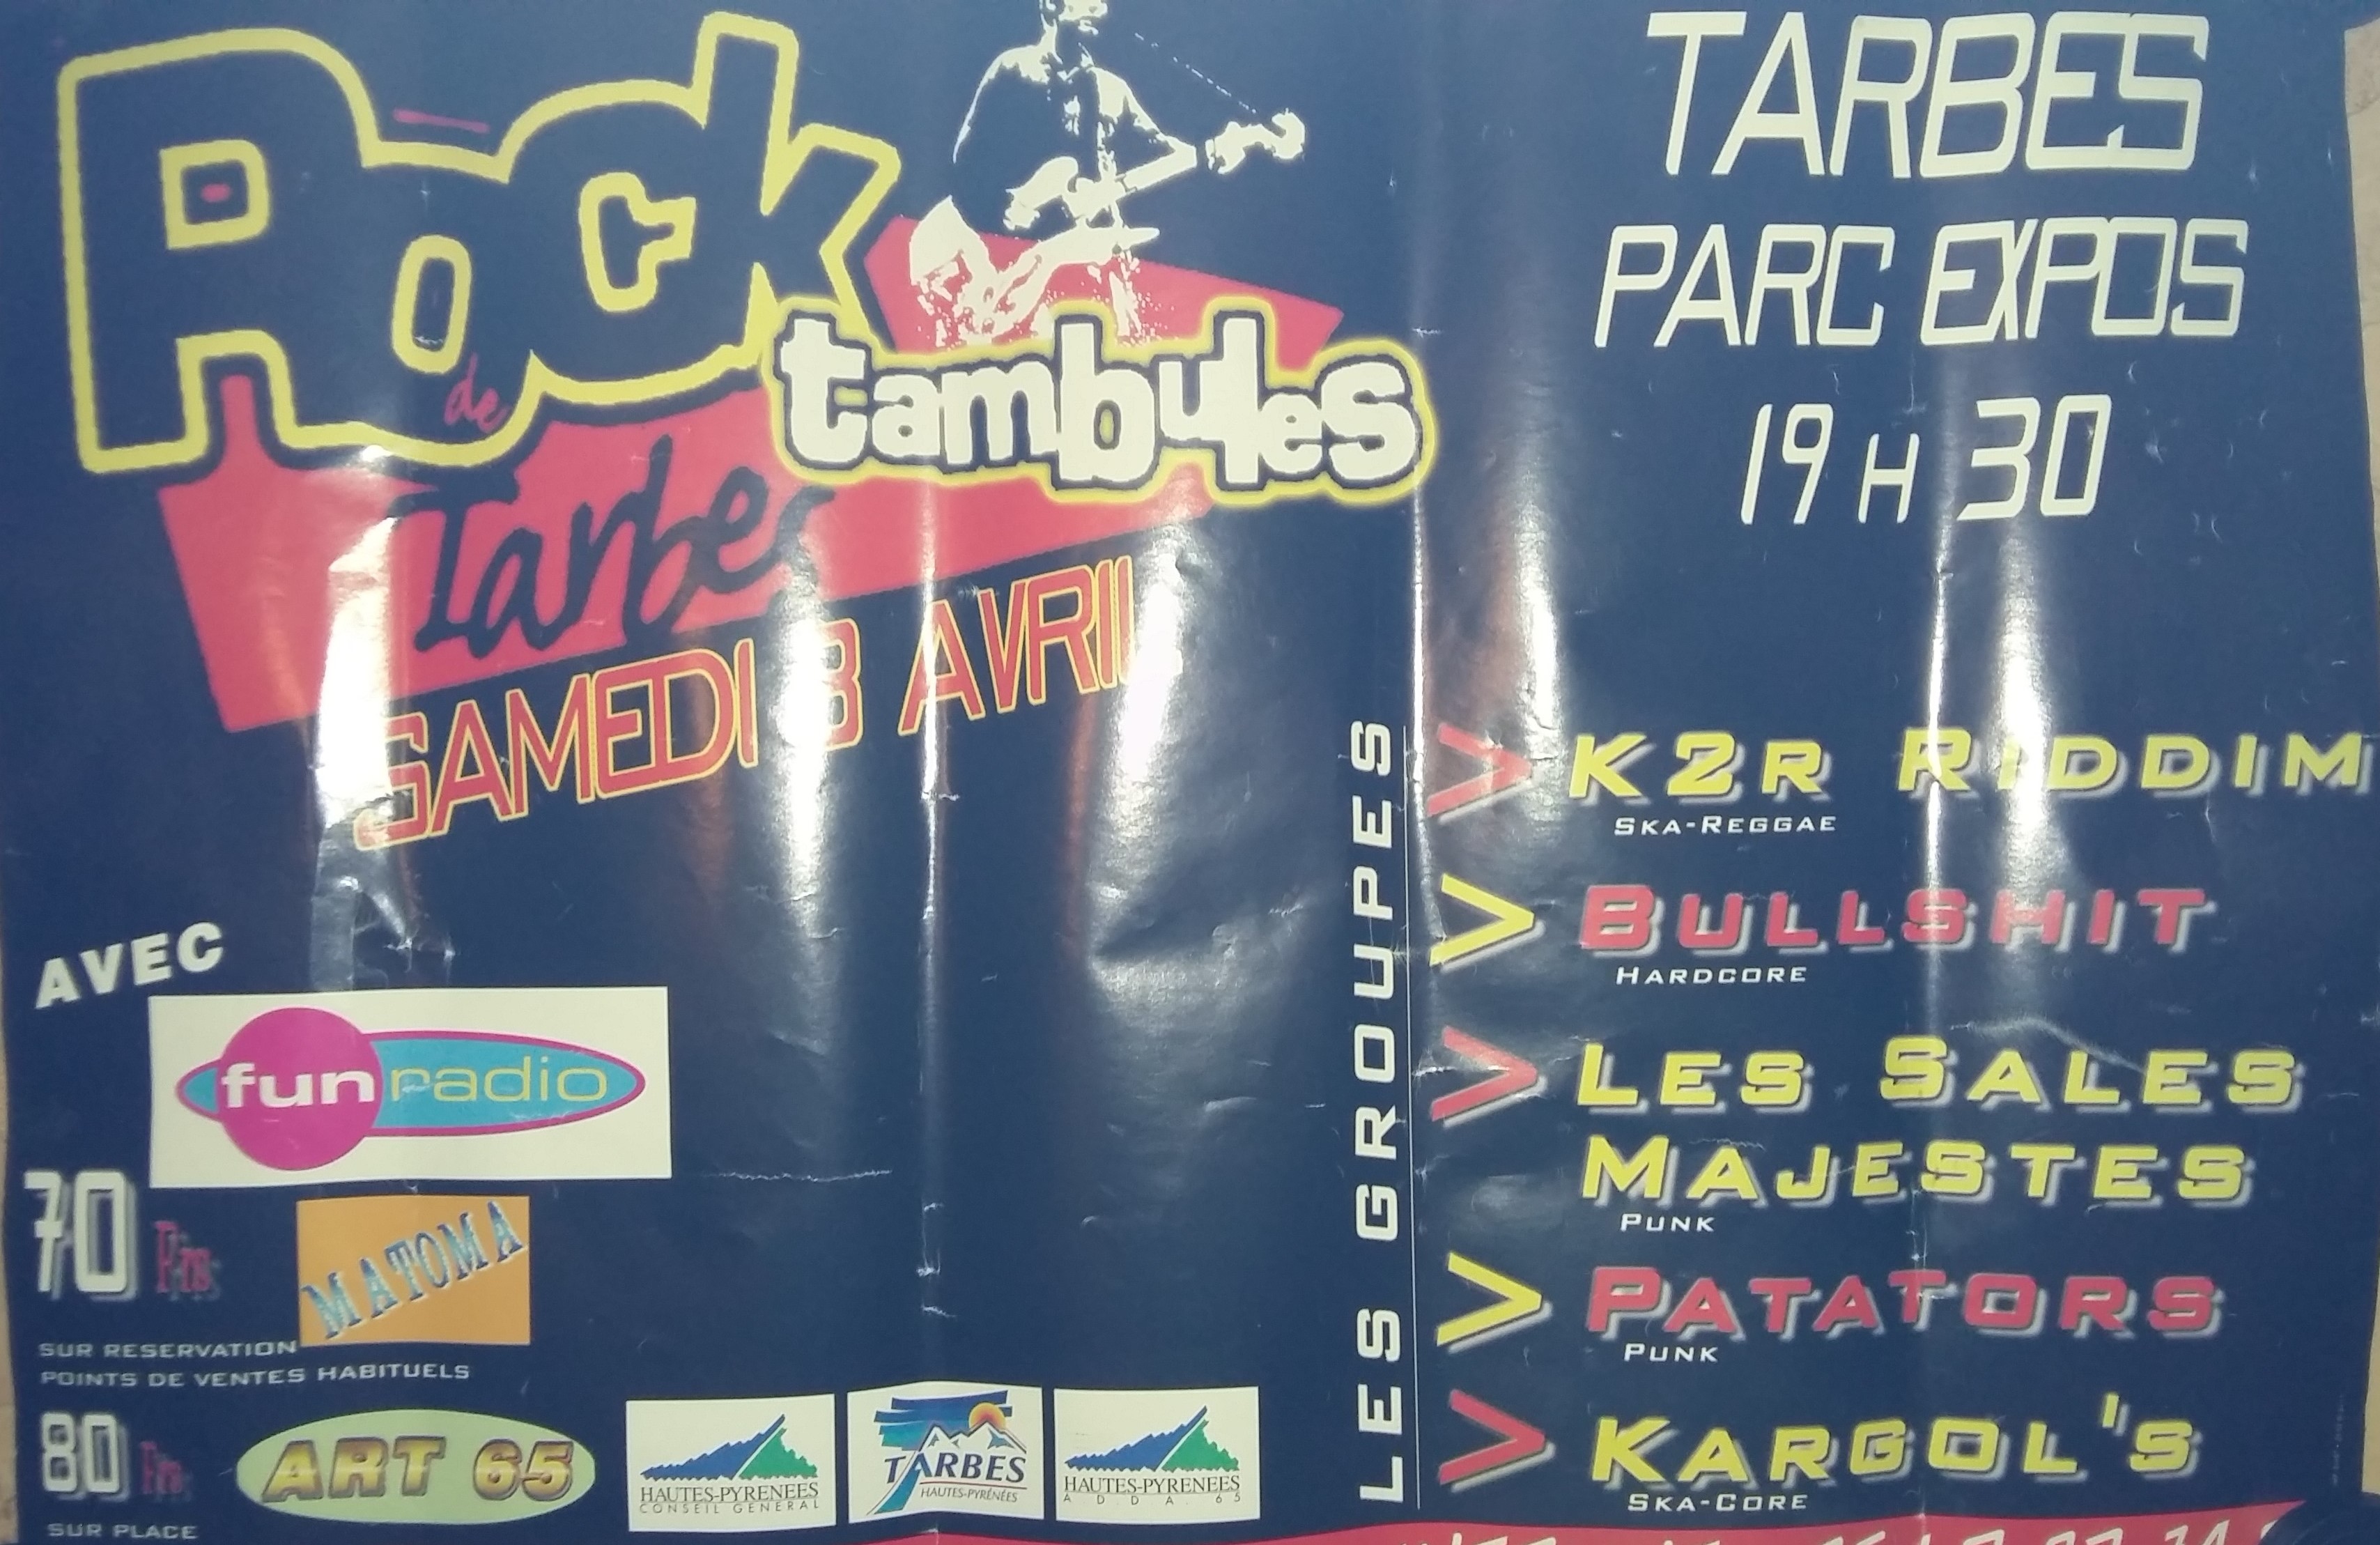 Rock
tambules
de
Tarbes
SAMEDI 8 AVRIL
TARBES
PARC EXPOS
19 H 30
LES GROUPES
> K2R RIDDIM
SKA-REGGAE
> BULLSHIT
HARDCORE
> LES SALES
MAJESTES
PUNK
> PATATORS
PUNK
> KARGOL'S
SKA-CORE
AVEC
fun radio
70 Frs
MATOMA
SUR RESERVATION
POINTS DE VENTES HABITUELS
80 Frs
SUR PLACE
ART 65
HAUTES-PYRENEES
CONSEIL GENERAL
TARBES
HAUTES-PYRÉNÉES
HAUTES-PYRENEES
ADDA 65